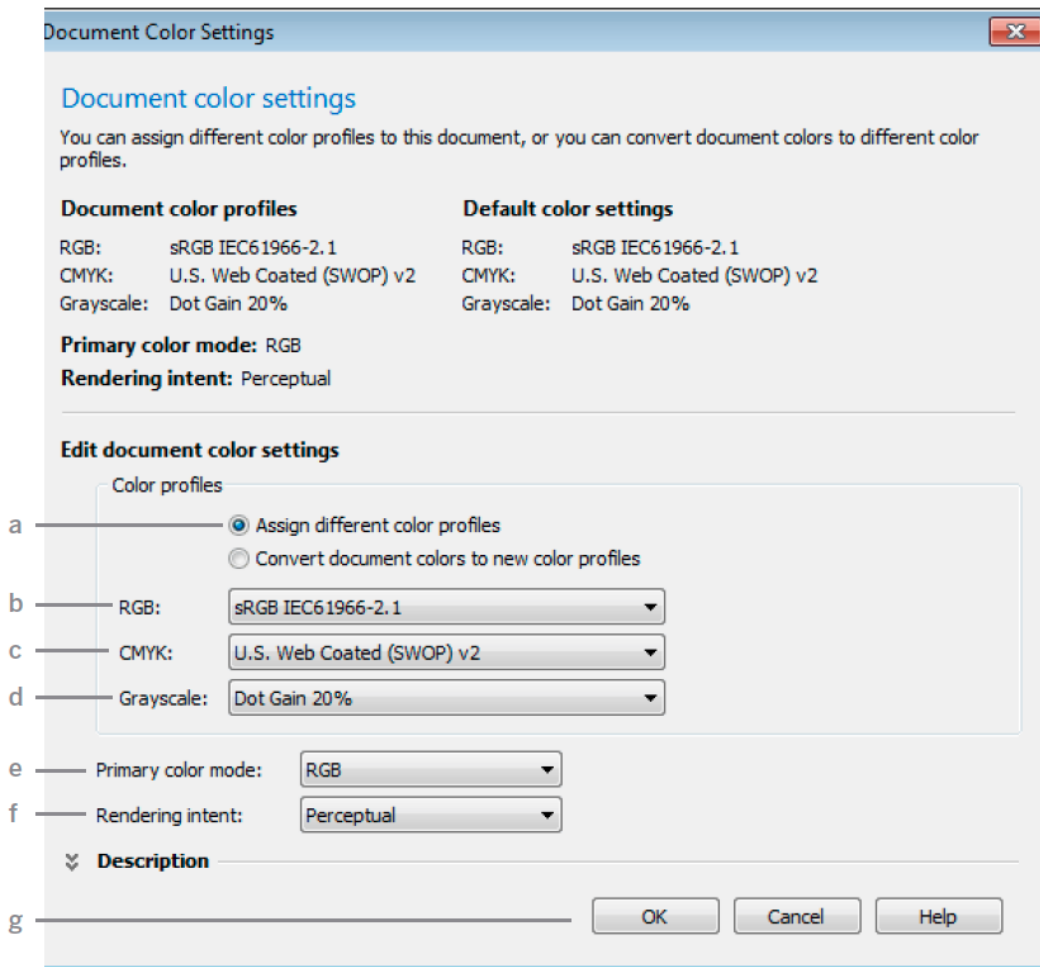 Document Color Settings
Document color settings
You can assign different color profiles to this document, or you can convert document colors to different color
profiles.
Document color profiles
RGB: sRGB IEC61966-2.1
CMYK: U.S. Web Coated (SWOP) v2
Grayscale: Dot Gain 20%
Default color settings
RGB: sRGB IEC61966-2.1
CMYK: U.S. Web Coated (SWOP) v2
Grayscale: Dot Gain 20%
Primary color mode: RGB
Rendering intent: Perceptual
Edit document color settings
Color profiles
a Assign different color profiles
Convert document colors to new color profiles
b RGB: sRGB IEC61966-2.1
c CMYK: U.S. Web Coated (SWOP) v2
d Grayscale: Dot Gain 20%
e Primary color mode: RGB
f Rendering intent: Perceptual
Description
g OK Cancel Help